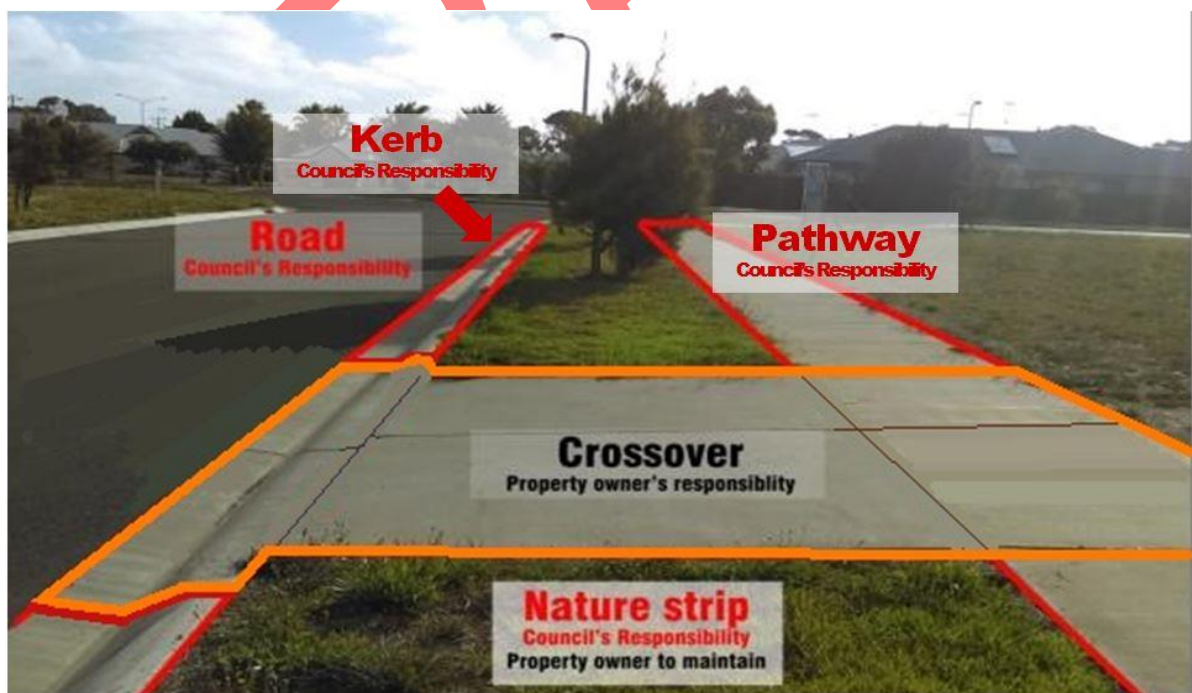 Kerb
Council's Responsibility
Road
Council's Responsibility
Pathway
Council's Responsibility
Crossover
Property owner's responsiblity
Nature strip
Council's Responsibility
Property owner to maintain